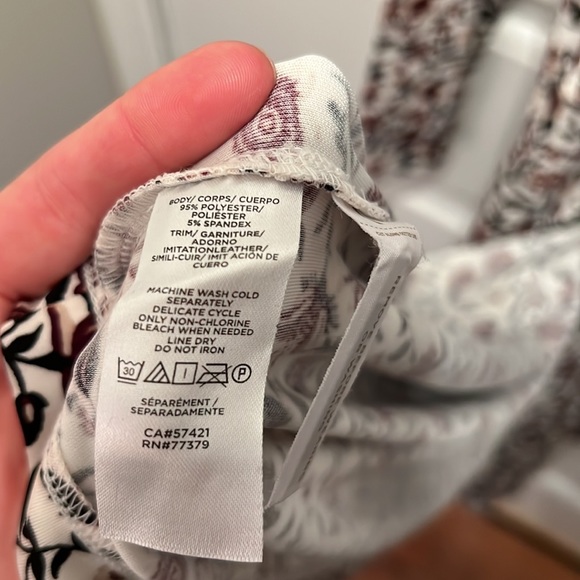 BODY/ CORPS/ CUERPO
95% POLYESTER/
POLIÉSTER
5% SPANDEX
TRIM/ GARNITURE/
ADORNO
IMITATIONLEATHER/
SIMILI-CUIR/ IMIT ACIÓN DE
CUERO
MACHINE WASH COLD
SEPARATELY
DELICATE CYCLE
ONLY NON-CHLORINE
BLEACH WHEN NEEDED
LINE DRY
DO NOT IRON
30 P
SÉPARÉMENT /
SEPARADAMENTE
CA#57421
RN#77379